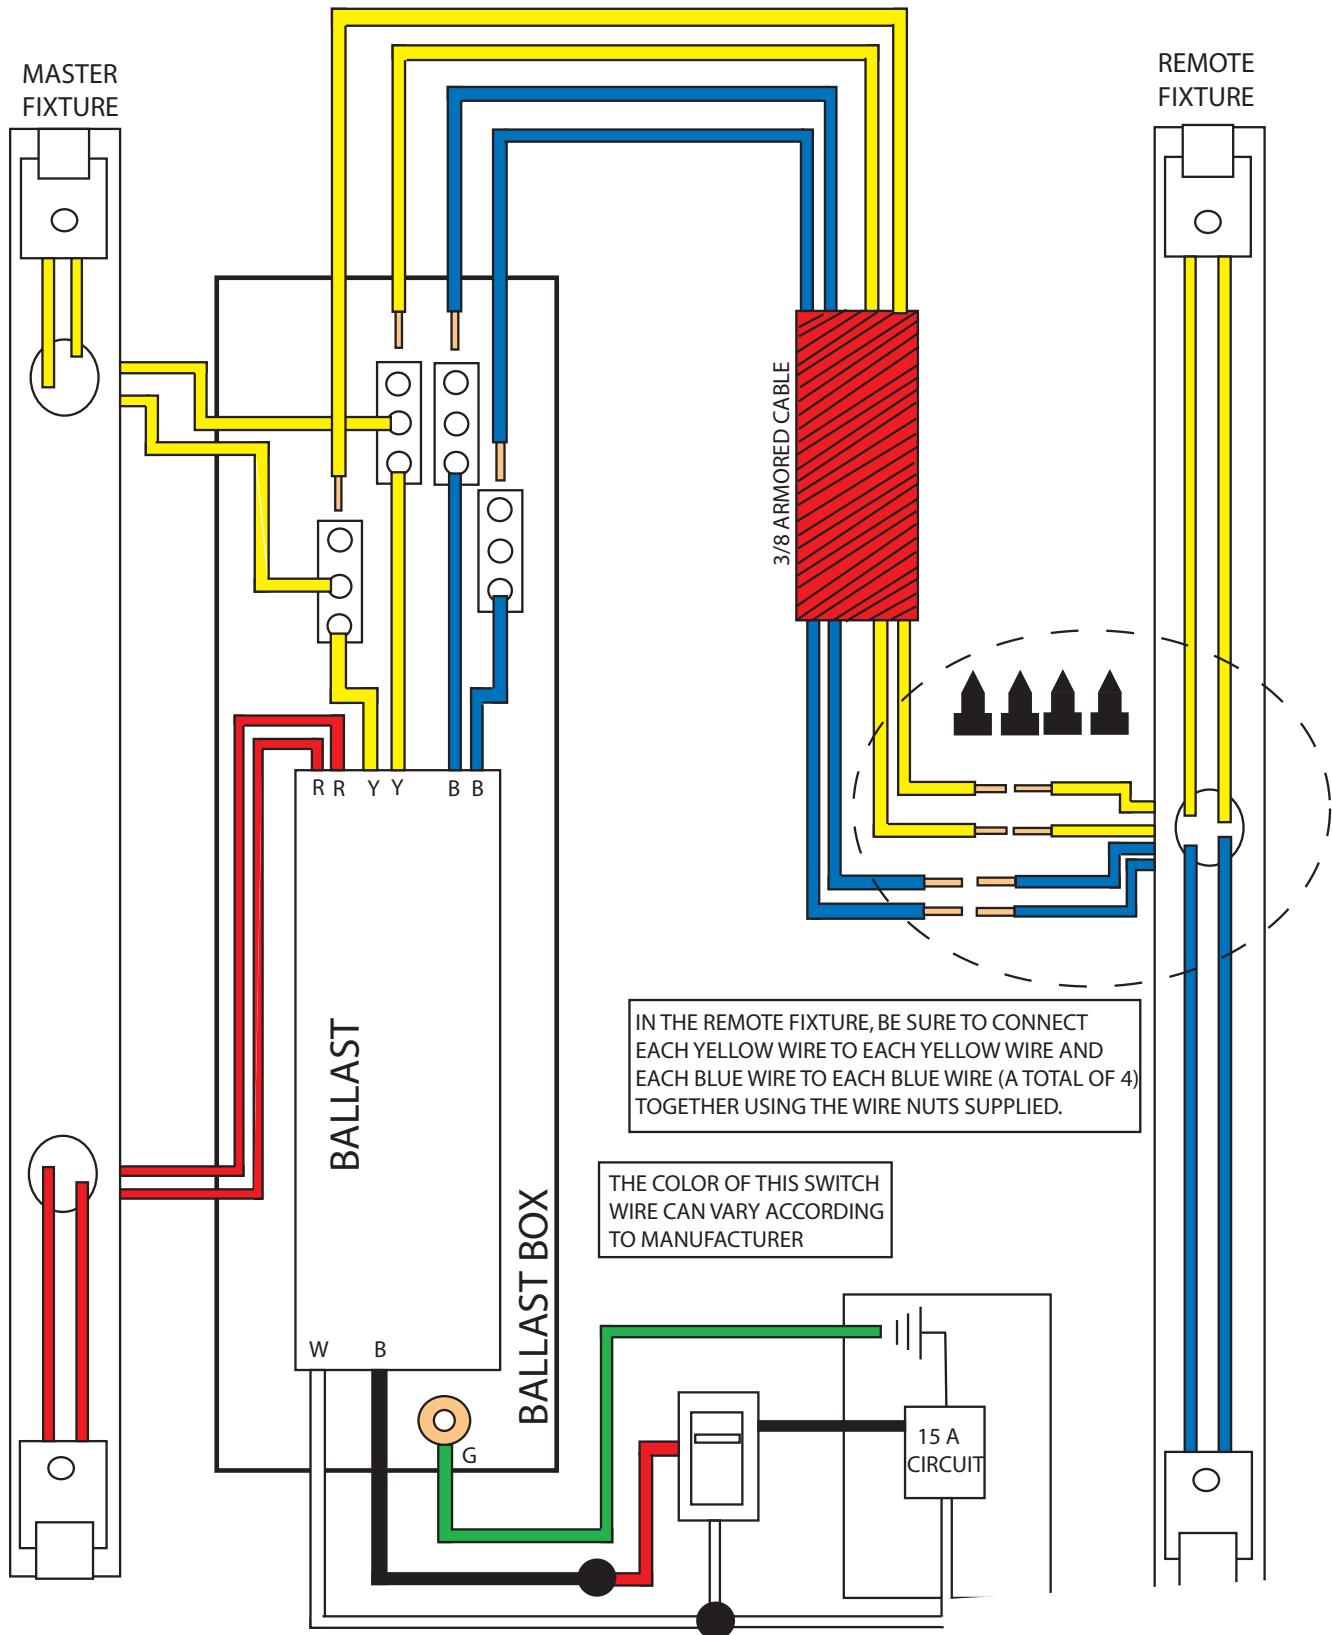 MASTER
FIXTURE
REMOTE
FIXTURE
3/8 ARMORED CABLE
R R Y Y B B
BALLAST
BALLAST BOX
IN THE REMOTE FIXTURE, BE SURE TO CONNECT
EACH YELLOW WIRE TO EACH YELLOW WIRE AND
EACH BLUE WIRE TO EACH BLUE WIRE (A TOTAL OF 4)
TOGETHER USING THE WIRE NUTS SUPPLIED.
THE COLOR OF THIS SWITCH
WIRE CAN VARY ACCORDING
TO MANUFACTURER
W B
G
15 A
CIRCUIT